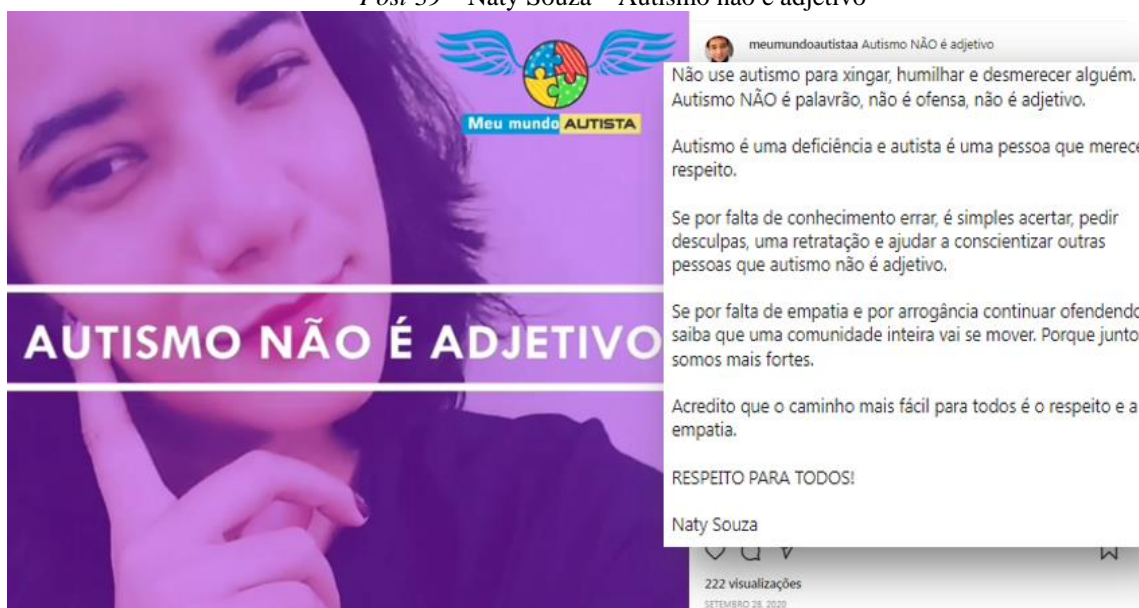 Post 39 – Naty Souza – Autismo não é adjetivo
Meu mundo AUTISTA
AUTISMO NÃO É ADJETIVO
meumundoautistaa Autismo NÃO é adjetivo
Não use autismo para xingar, humilhar e desmerecer alguém.
Autismo NÃO é palavrão, não é ofensa, não é adjetivo.
Autismo é uma deficiência e autista é uma pessoa que merece
respeito.
Se por falta de conhecimento errar, é simples acertar, pedir
desculpas, uma retratação e ajudar a conscientizar outras
pessoas que autismo não é adjetivo.
Se por falta de empatia e por arrogância continuar ofendendo
saiba que uma comunidade inteira vai se mover. Porque junto
somos mais fortes.
Acredito que o caminho mais fácil para todos é o respeito e a
empatia.
RESPEITO PARA TODOS!
Naty Souza
222 visualizações
SETEMBRO 28, 2020